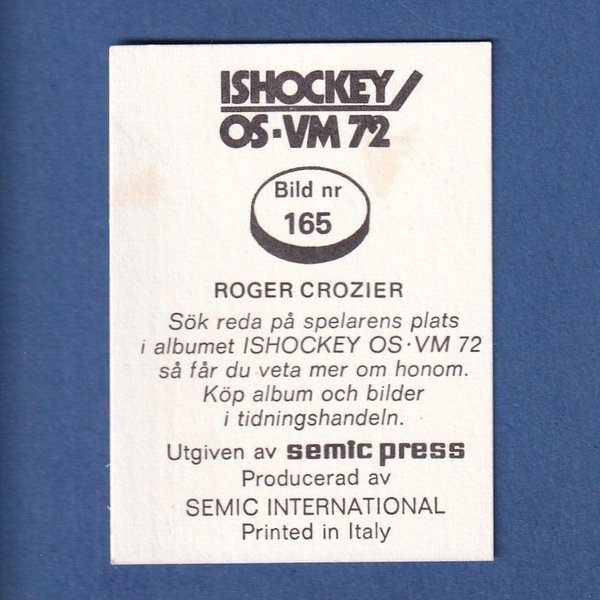 ISHOCKEY
OS·VM 72
Bild nr
165
ROGER CROZIER
Sök reda på spelarens plats
i albumet ISHOCKEY OS·VM 72
så får du veta mer om honom.
Köp album och bilder
i tidningshandeln.
Utgiven av semic press
Producerad av
SEMIC INTERNATIONAL
Printed in Italy